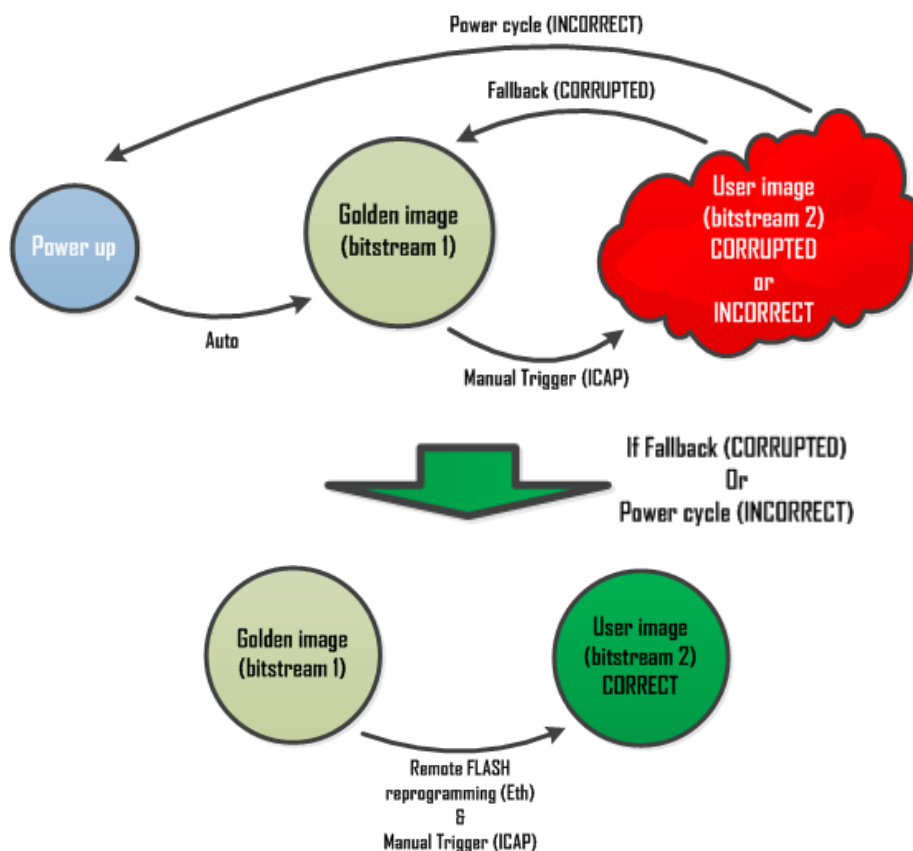 Power cycle (INCORRECT)
Fallback (CORRUPTED)
Power up
Golden image
(bitstream 1)
User image
(bitstream 2)
CORRUPTED
or
INCORRECT
Auto
Manual Trigger (ICAP)
If Fallback (CORRUPTED)
Or
Power cycle (INCORRECT)
Golden image
(bitstream 1)
User image
(bitstream 2)
CORRECT
Remote FLASH
reprogramming (Eth)
&
Manual Trigger (ICAP)